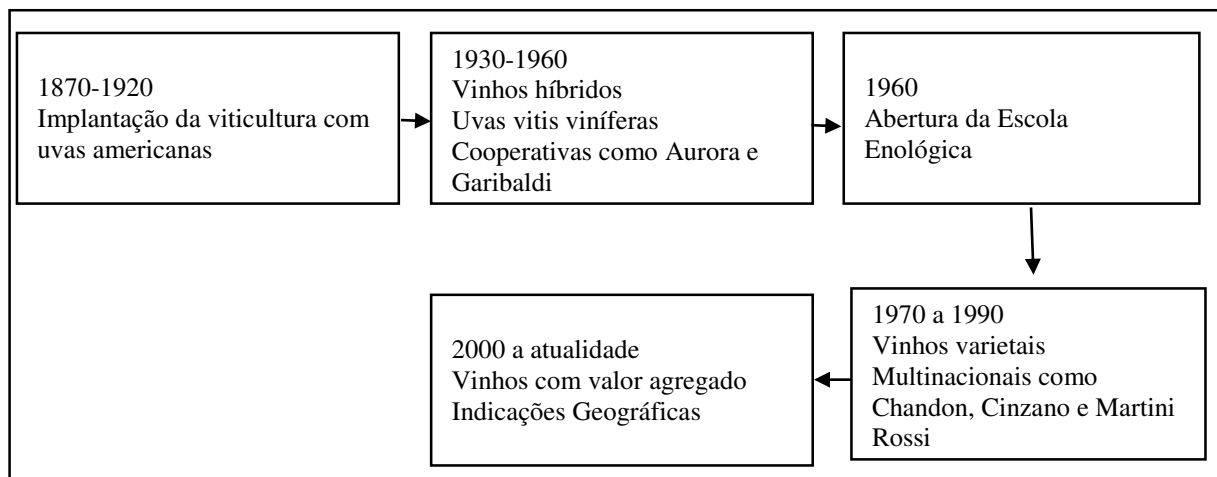 1870-1920
Implantação da viticultura com
uvas americanas
1930-1960
Vinhos híbridos
Uvas vitis viníferas
Cooperativas como Aurora e
Garibaldi
1960
Abertura da Escola
Enológica
1970 a 1990
Vinhos varietais
Multinacionais como
Chandon, Cinzano e Martini
Rossi
2000 a atualidade
Vinhos com valor agregado
Indicações Geográficas